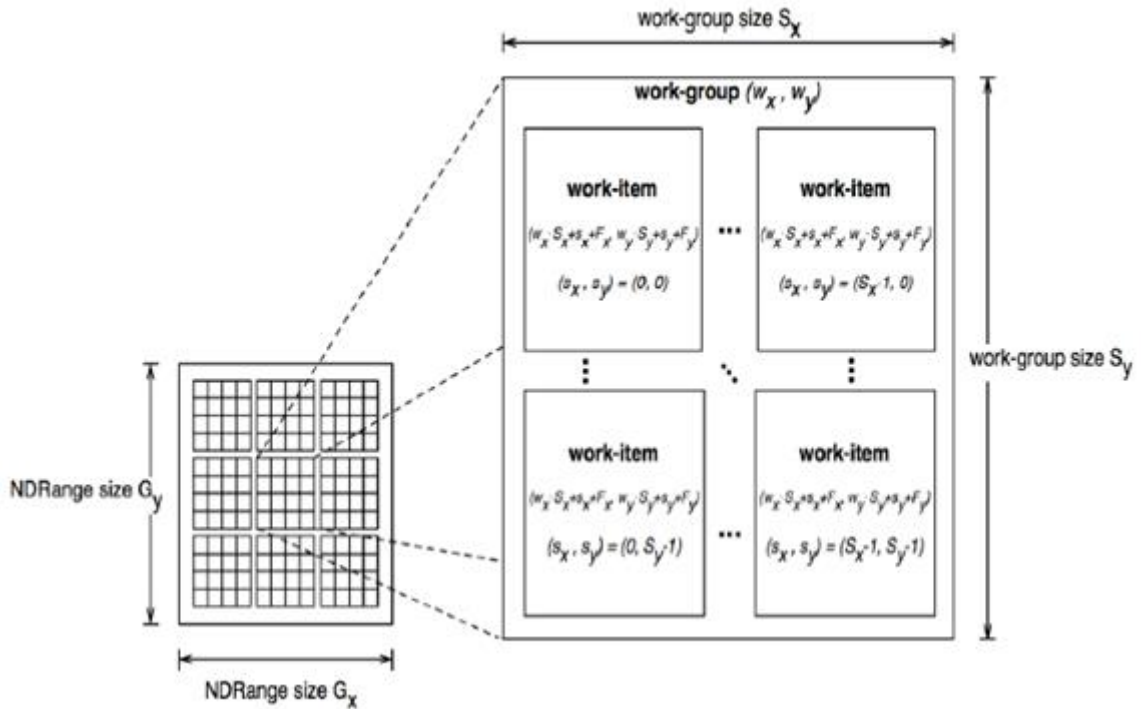 work-group size Sx
work-group (wx , wy)
work-item
work-item
(wx·Sx+sx+Fx, wy·Sy+sy+Fy)
(wx·Sx+sx+Fx, wy·Sy+sy+Fy)
(sx , sy) = (0, 0)
(sx , sy) = (Sx-1, 0)
work-group size Sy
work-item
work-item
(wx·Sx+sx+Fx, wy·Sy+sy+Fy)
(wx·Sx+sx+Fx, wy·Sy+sy+Fy)
(sx , sy) = (0, Sy-1)
(sx , sy) = (Sx-1, Sy-1)
NDRange size Gy
NDRange size Gx